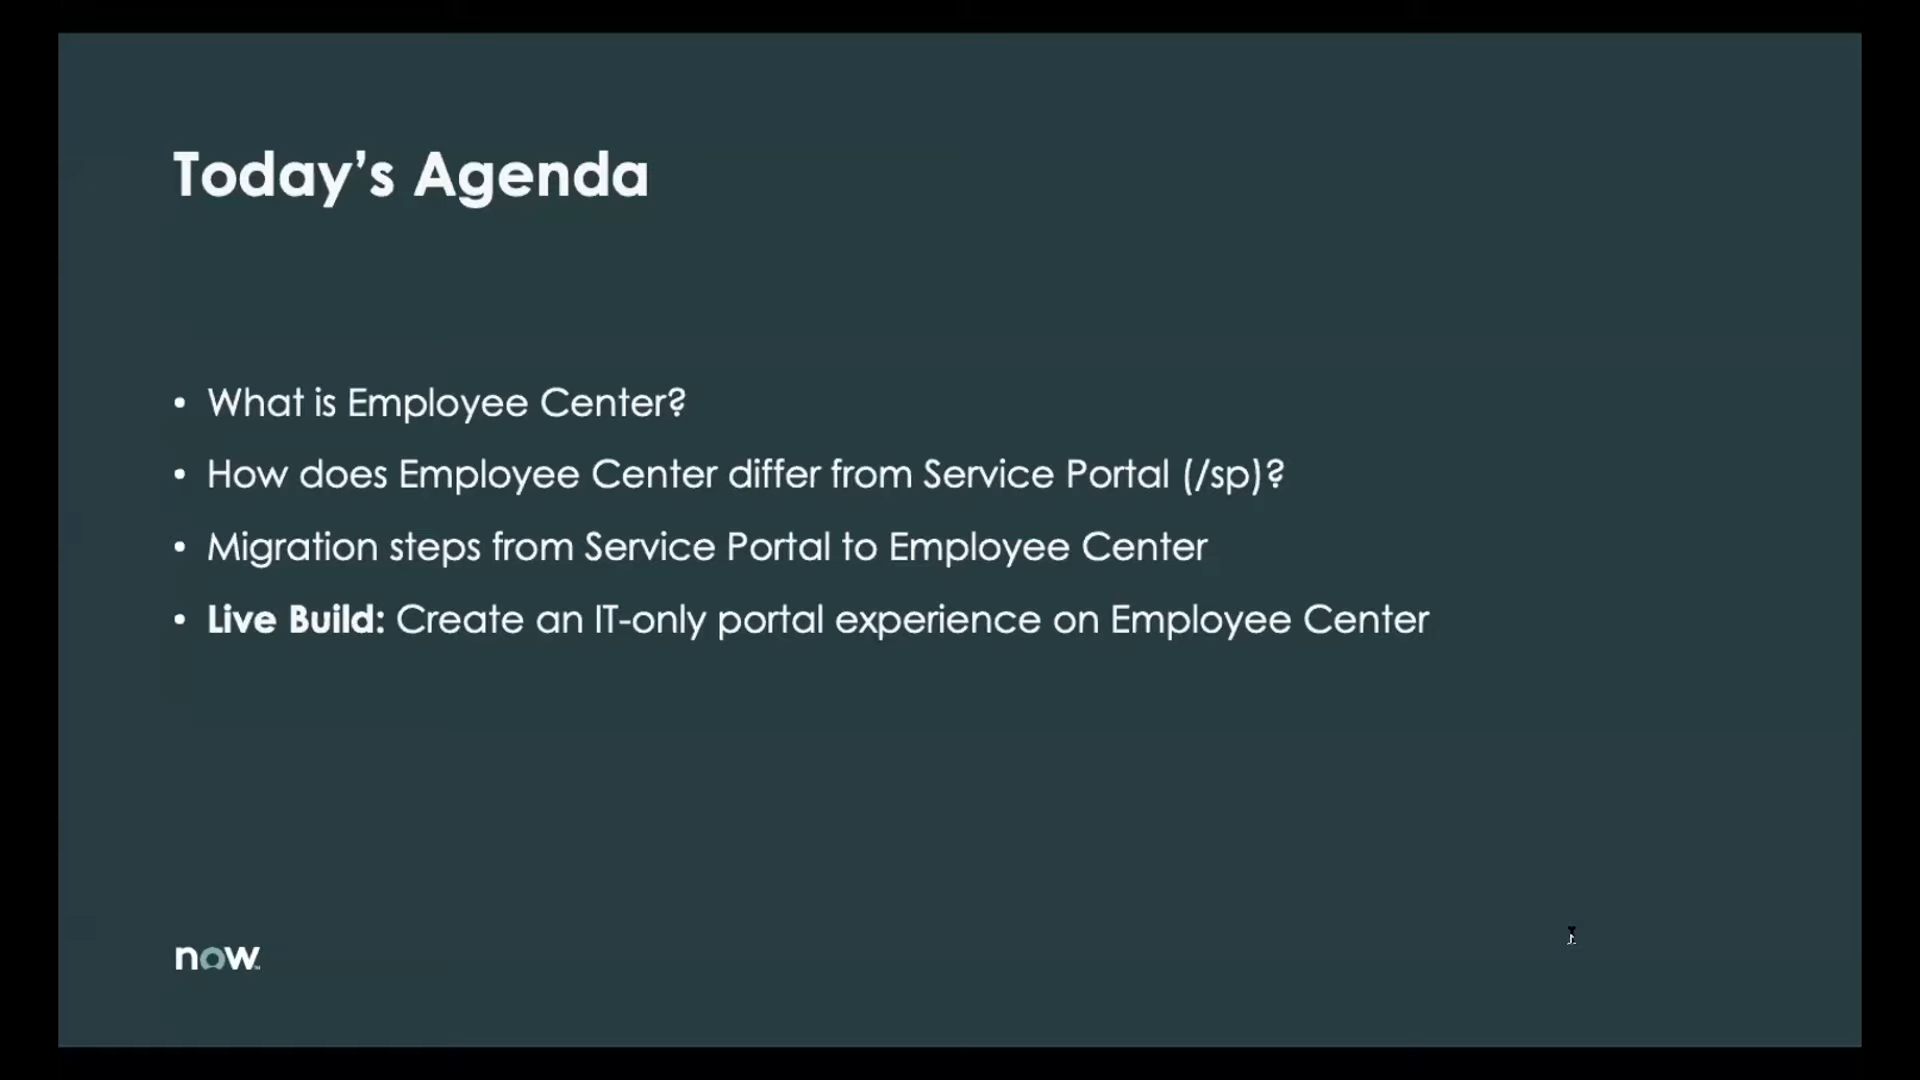 Today’s Agenda
• What is Employee Center?
• How does Employee Center differ from Service Portal (/sp)?
• Migration steps from Service Portal to Employee Center
• Live Build: Create an IT-only portal experience on Employee Center
now